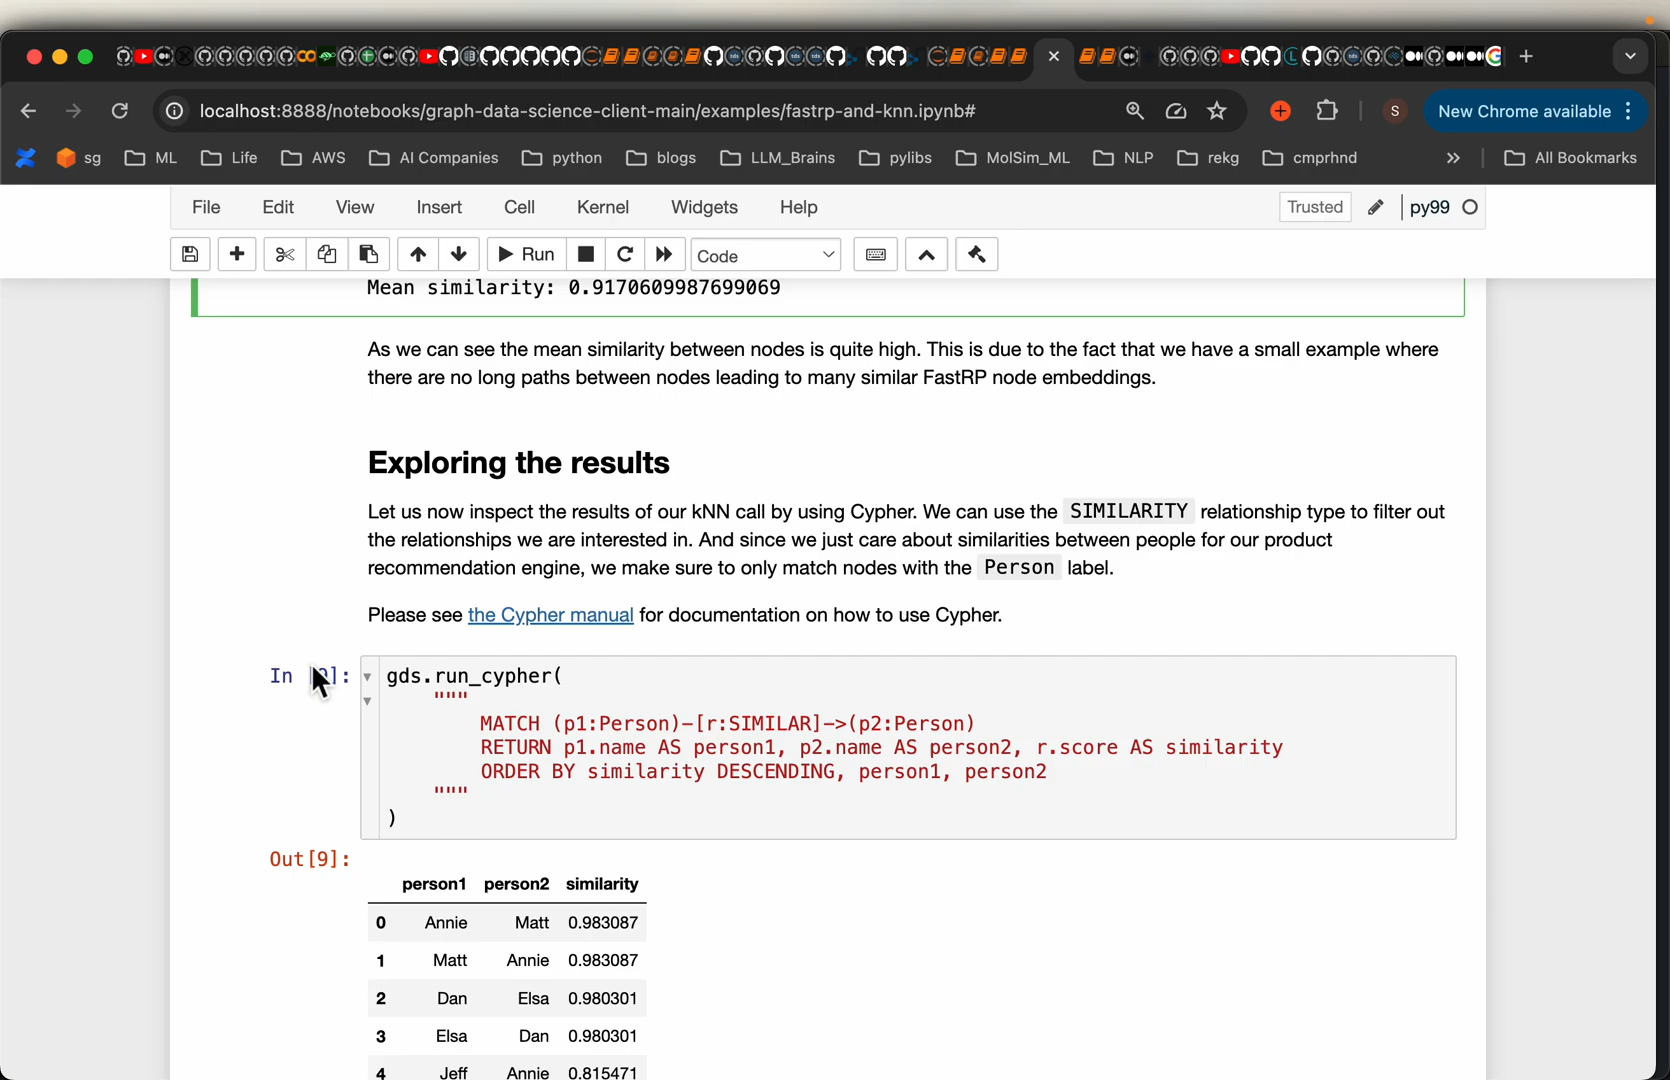 localhost:8888/notebooks/graph-data-science-client-main/examples/fastrp-and-knn.ipynb#
S
New Chrome available
sg ML Life AWS AI Companies python blogs LLM_Brains pylibs MolSim_ML NLP rekg cmprhnd » All Bookmarks
File Edit View Insert Cell Kernel Widgets Help Trusted py99
Run Code
Mean similarity: 0.9170609987699069
As we can see the mean similarity between nodes is quite high. This is due to the fact that we have a small example where
there are no long paths between nodes leading to many similar FastRP node embeddings.
Exploring the results
Let us now inspect the results of our kNN call by using Cypher. We can use the SIMILARITY relationship type to filter out
the relationships we are interested in. And since we just care about similarities between people for our product
recommendation engine, we make sure to only match nodes with the Person label.
Please see the Cypher manual for documentation on how to use Cypher.
In [9]: gds.run_cypher(
"""
MATCH (p1:Person)-[r:SIMILAR]->(p2:Person)
RETURN p1.name AS person1, p2.name AS person2, r.score AS similarity
ORDER BY similarity DESCENDING, person1, person2
"""
)
Out[9]:
person1 person2 similarity
0 Annie Matt 0.983087
1 Matt Annie 0.983087
2 Dan Elsa 0.980301
3 Elsa Dan 0.980301
4 Jeff Annie 0.815471